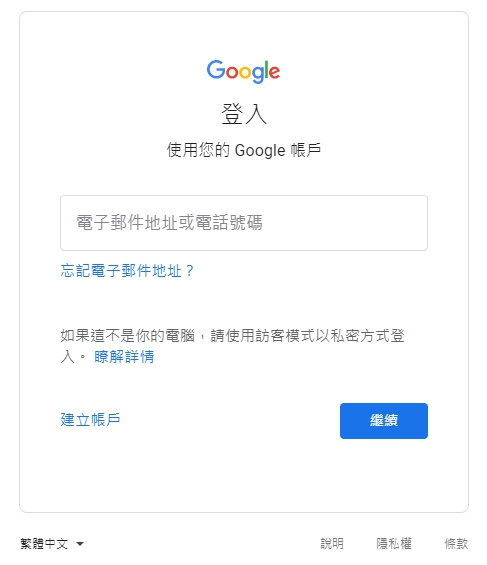 Google
登入
使用您的 Google 帳戶
電子郵件地址或電話號碼
忘記電子郵件地址？
如果這不是你的電腦，請使用訪客模式以私密方式登
入。 瞭解詳情
建立帳戶
繼續
繁體中文
說明
隱私權
條款